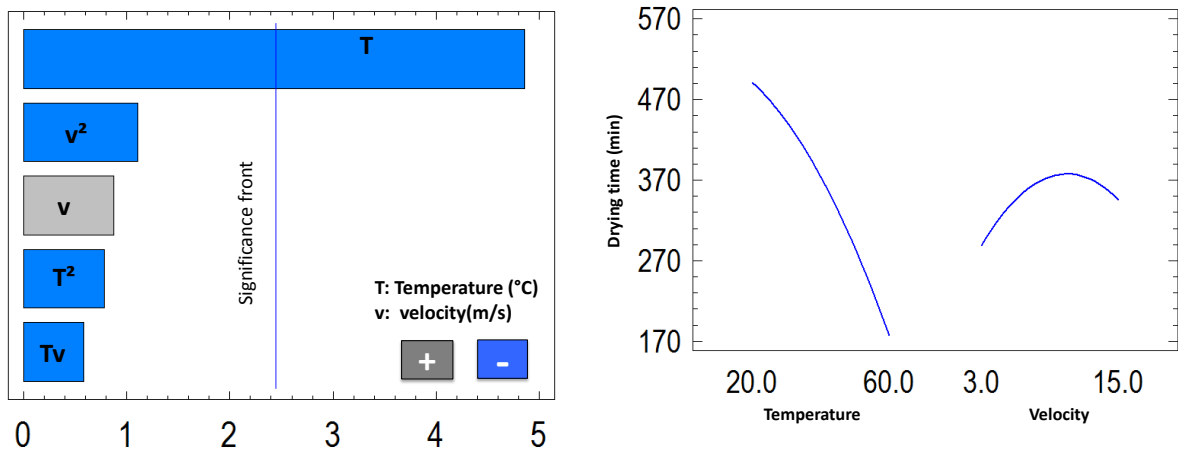 T
v²
v
T²
Tv
Significance front
T: Temperature (°C)
v: velocity(m/s)
+ -
0 1 2 3 4 5
Drying time (min)
570
470
370
270
170
20.0 60.0 3.0 15.0
Temperature Velocity